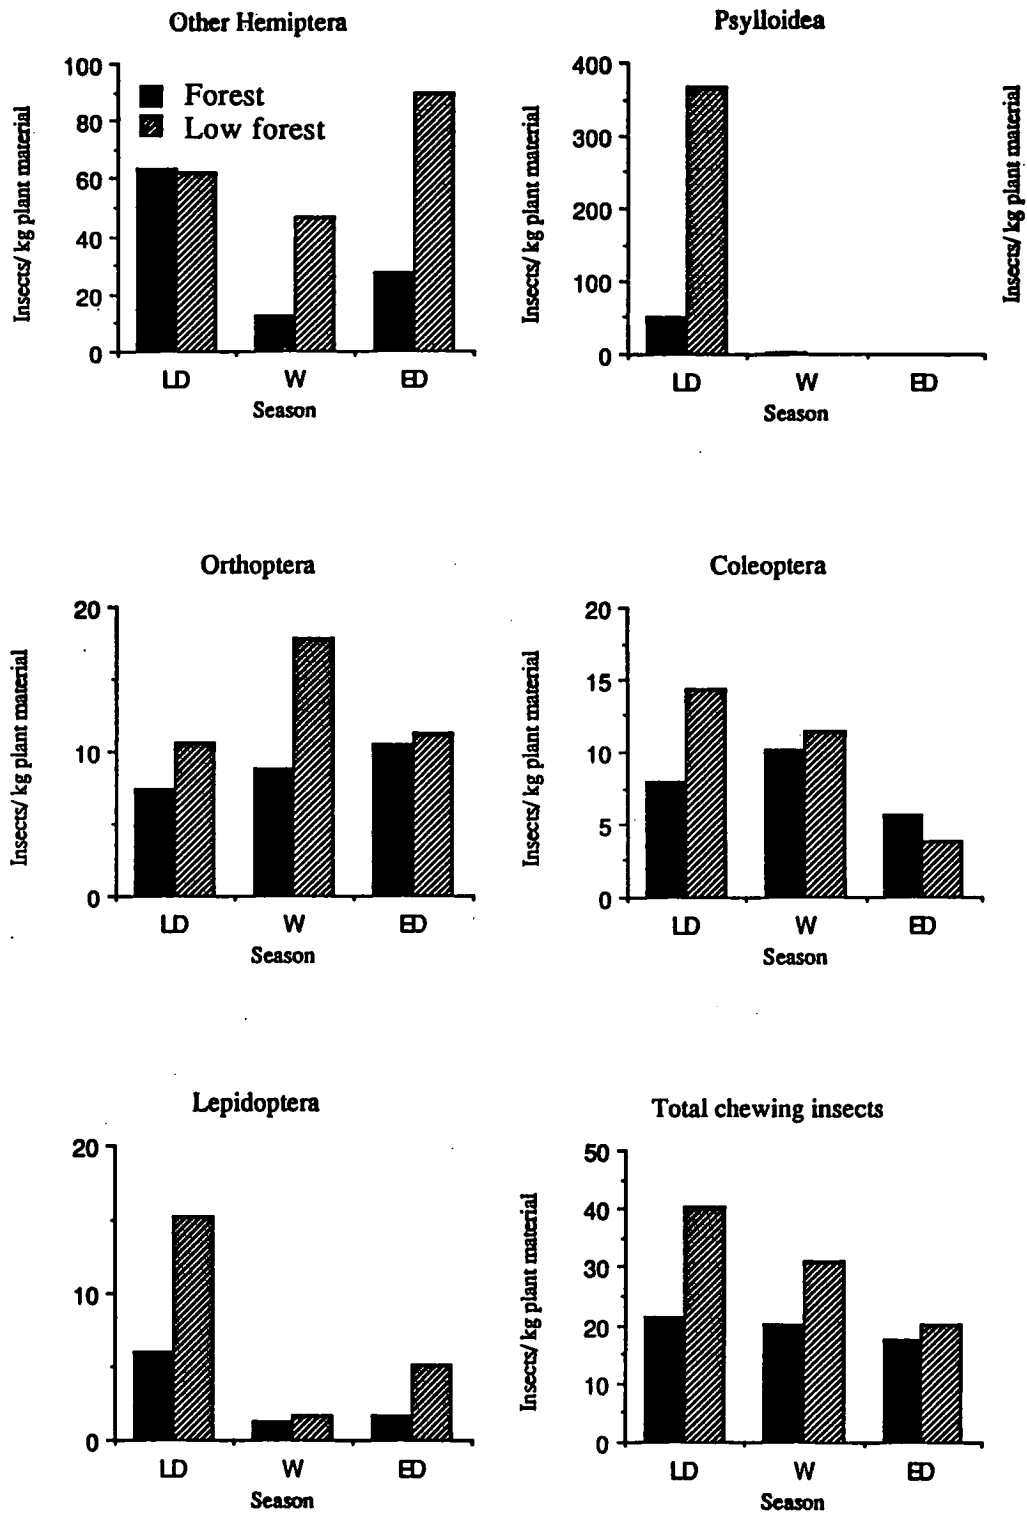 Other Hemiptera
Insects/ kg plant material
100
80
60
40
20
0
Forest
Low forest
LD W ED
Season
Psylloidea
Insects/ kg plant material
400
300
200
100
0
LD W ED
Season
Insects/ kg plant material
Orthoptera
Insects/ kg plant material
20
10
0
LD W ED
Season
Coleoptera
Insects/ kg plant material
20
15
10
5
0
LD W ED
Season
Lepidoptera
20
10
0
LD W ED
Season
Total chewing insects
Insects/ kg plant material
50
40
30
20
10
0
LD W ED
Season